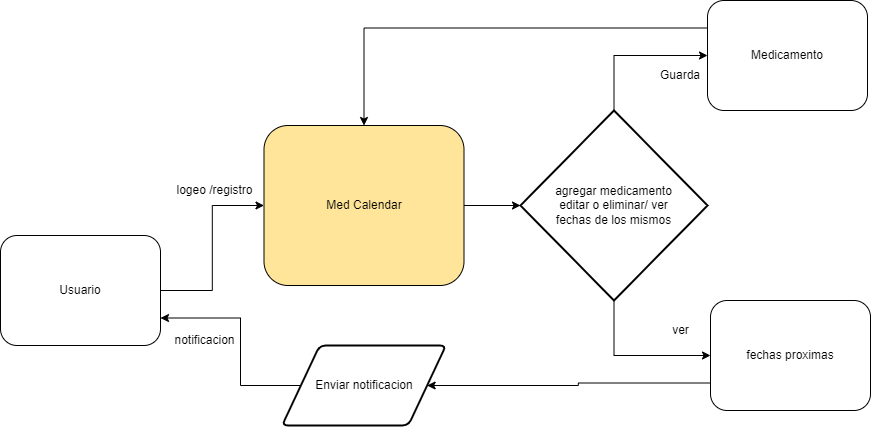 Medicamento
Guarda
agregar medicamento
editar o eliminar/ ver
fechas de los mismos
logeo /registro
Med Calendar
Usuario
notificacion
ver
fechas proximas
Enviar notificacion